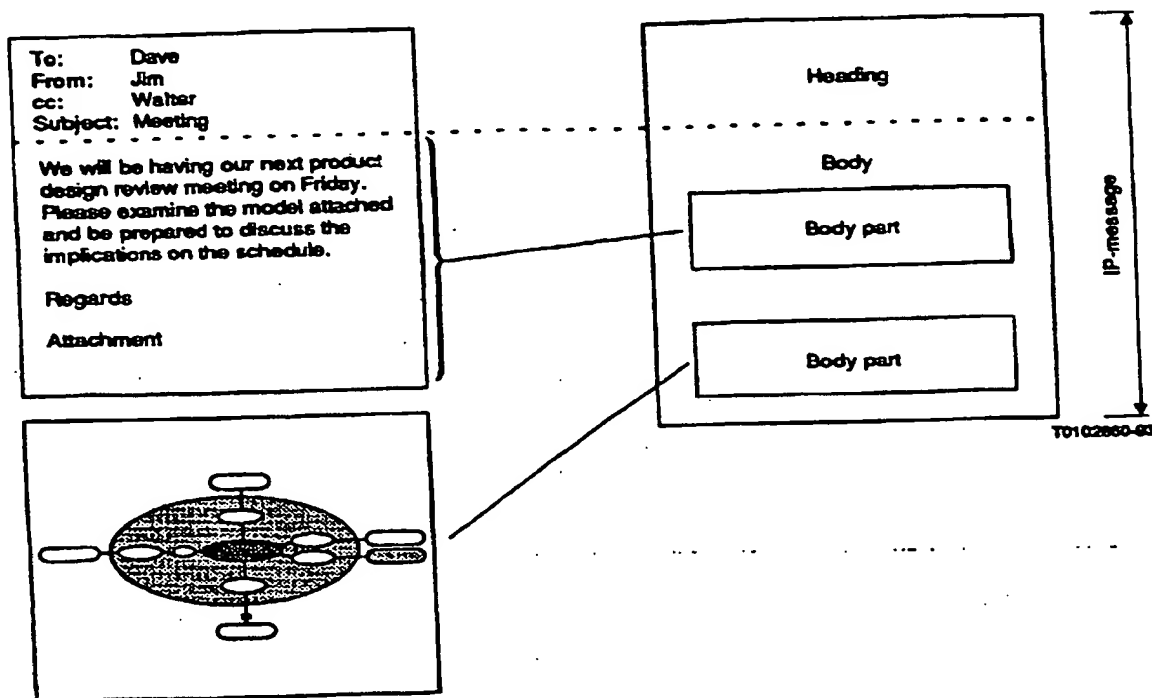 To: Dave
From: Jim
cc: Walter
Subject: Meeting
We will be having our next product
design review meeting on Friday.
Please examine the model attached
and be prepared to discuss the
implications on the schedule.
Regards
Attachment
Heading
Body
Body part
Body part
IP-message
T0102860-93